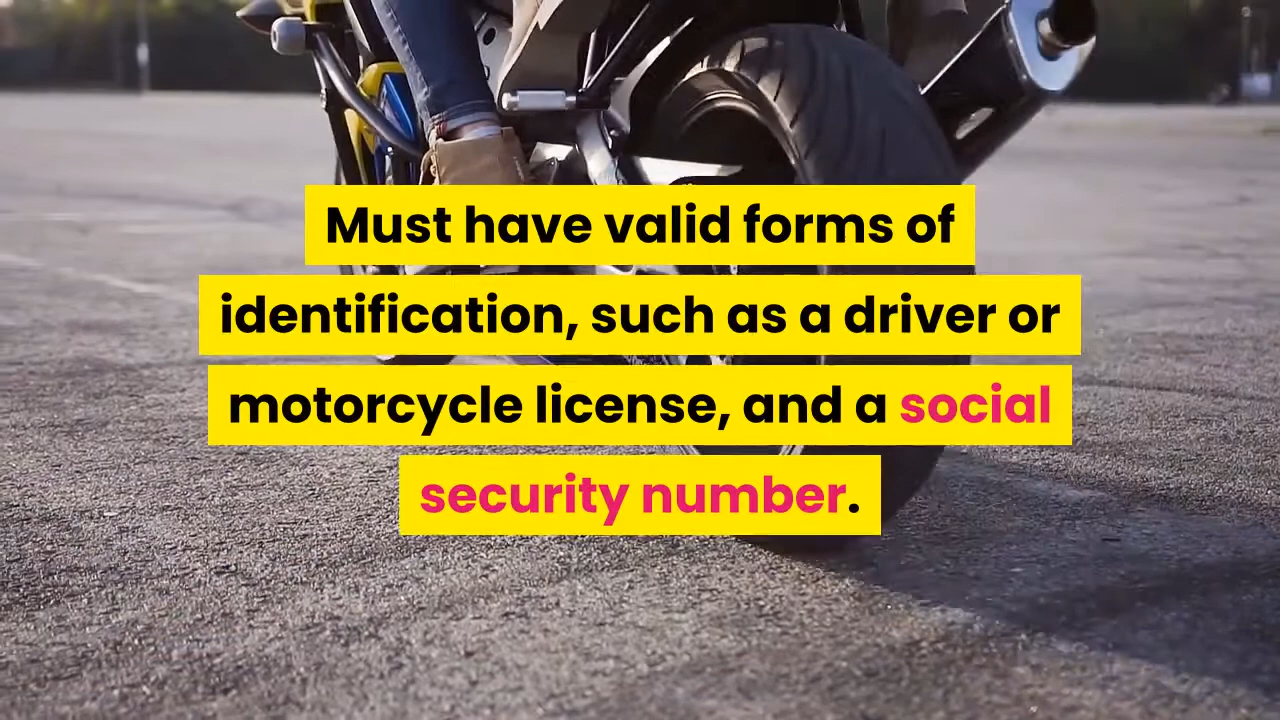 Must have valid forms of
identification, such as a driver or
motorcycle license, and a social
security number.